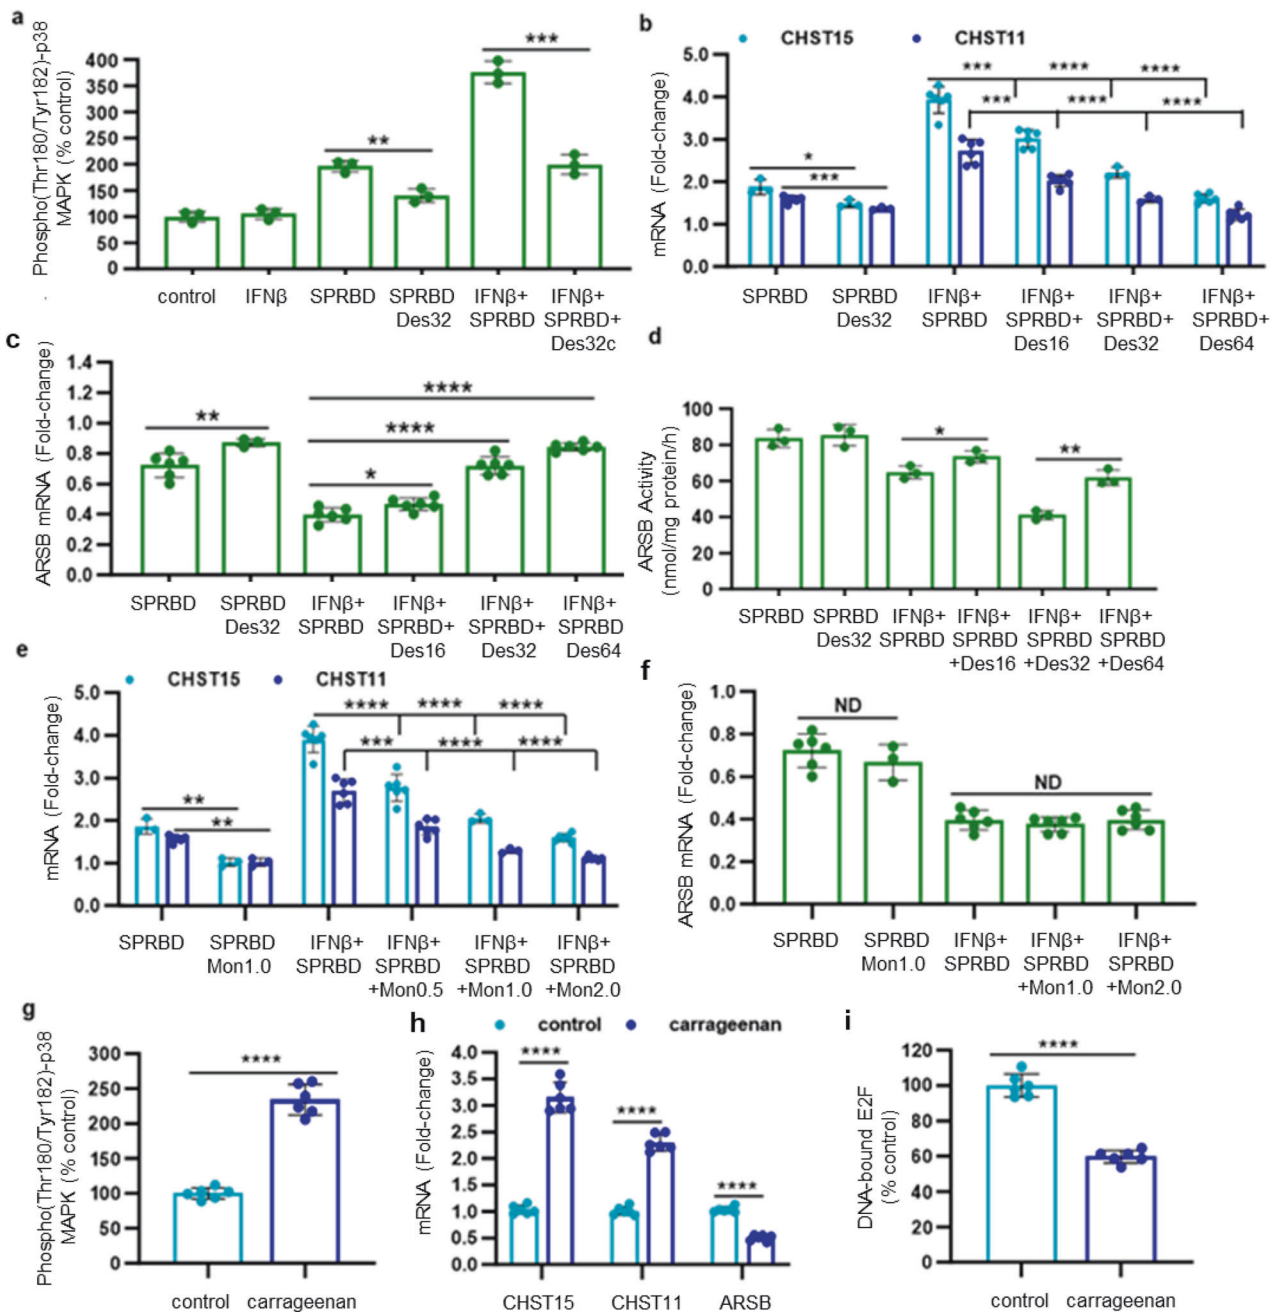 a
Phospho(Thr180/Tyr182)-p38
MAPK (% control)
400
350
300
250
200
150
100
50
0
**
***
control
IFNβ
SPRBD
SPRBD
Des32
IFNβ+
SPRBD
IFNβ+
SPRBD+
Des32c
b
CHST15
CHST11
mRNA (Fold-change)
5.0
4.0
3.0
2.0
1.0
0.0
*
***
***
****
****
***
****
****
SPRBD
SPRBD
Des32
IFNβ+
SPRBD
IFNβ+
SPRBD+
Des16
IFNβ+
SPRBD+
Des32
IFNβ+
SPRBD+
Des64
c
ARSB mRNA (Fold-change)
1.4
1.2
1.0
0.8
0.6
0.4
0.2
0.0
**
****
****
*
SPRBD
SPRBD
Des32
IFNβ+
SPRBD
IFNβ+
SPRBD+
Des16
IFNβ+
SPRBD+
Des32
IFNβ+
SPRBD
Des64
d
ARSB Activity
(nmol/mg protein/h)
100
80
60
40
20
0
*
**
SPRBD
SPRBD
Des32
IFNβ+
SPRBD
IFNβ+
SPRBD
+Des16
IFNβ+
SPRBD
+Des32
IFNβ+
SPRBD
+Des64
e
CHST15
CHST11
mRNA (Fold-change)
5.0
4.0
3.0
2.0
1.0
0.0
**
**
****
****
****
***
****
****
SPRBD
SPRBD
Mon1.0
IFNβ+
SPRBD
IFNβ+
SPRBD
+Mon0.5
IFNβ+
SPRBD
+Mon1.0
IFNβ+
SPRBD
+Mon2.0
f
ARSB mRNA (Fold-change)
1.0
0.8
0.6
0.4
0.2
0.0
ND
ND
SPRBD
SPRBD
Mon1.0
IFNβ+
SPRBD
IFNβ+
SPRBD
+Mon1.0
IFNβ+
SPRBD
+Mon2.0
g
Phospho(Thr180/Tyr182)-p38
MAPK (% control)
300
250
200
150
100
50
0
****
control
carrageenan
h
control
carrageenan
mRNA (Fold-change)
4.0
3.5
3.0
2.5
2.0
1.5
1.0
0.5
0.0
****
****
****
CHST15
CHST11
ARSB
i
DNA-bound E2F
(% control)
120
100
80
60
40
20
0
****
control
carrageenan